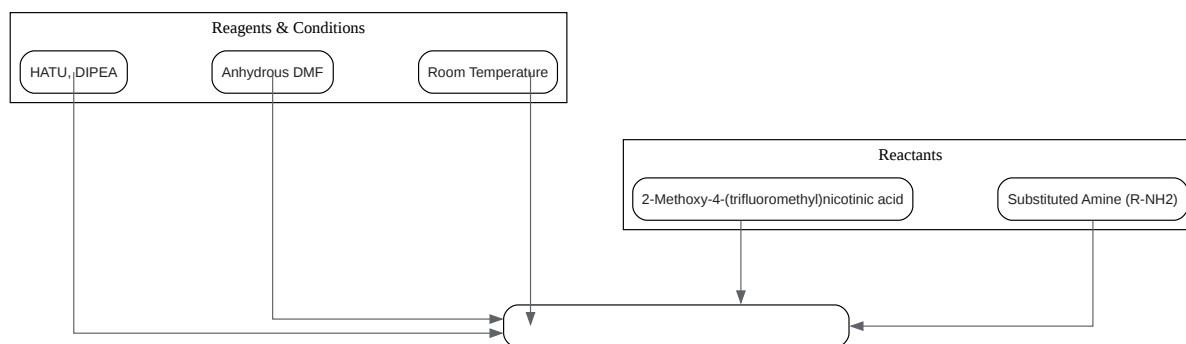 Reagents & Conditions
HATU, DIPEA
Anhydrous DMF
Room Temperature
Reactants
2-Methoxy-4-(trifluoromethyl)nicotinic acid
Substituted Amine (R-NH2)